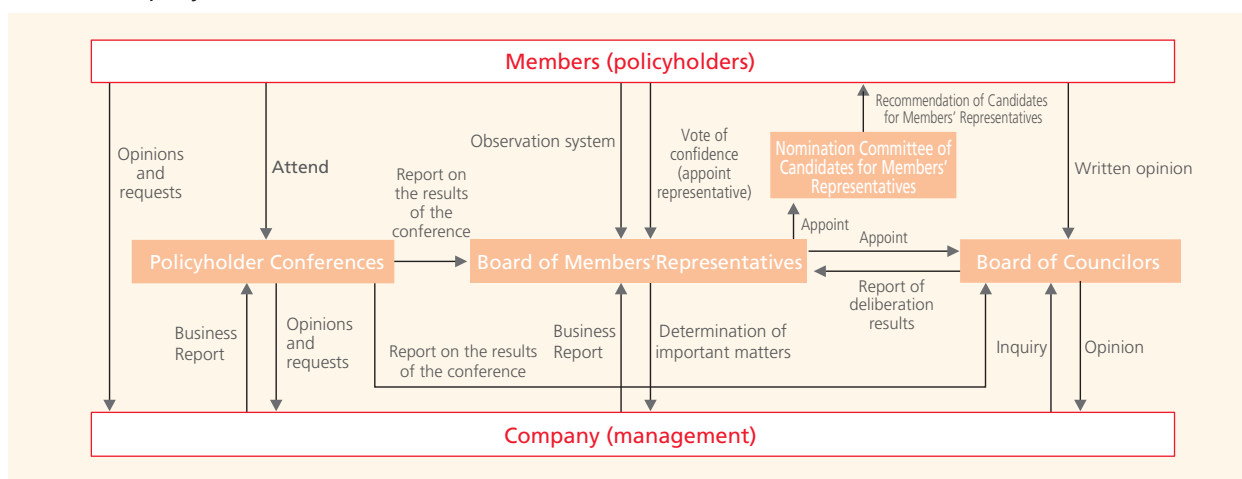 Members (policyholders)
Opinions
and
requests
Attend
Report on
the results
of the
conference
Observation system
Vote of
confidence
(appoint
representative)
Recommendation of Candidates
for Members' Representatives
Nomination Committee of
Candidates for Members'
Representatives
Written opinion
Appoint
Appoint
Policyholder Conferences
Board of Members'Representatives
Board of Councilors
Report of
deliberation
results
Business
Report
Opinions
and
requests
Report on the results
of the conference
Business
Report
Determination of
important matters
Inquiry
Opinion
Company (management)